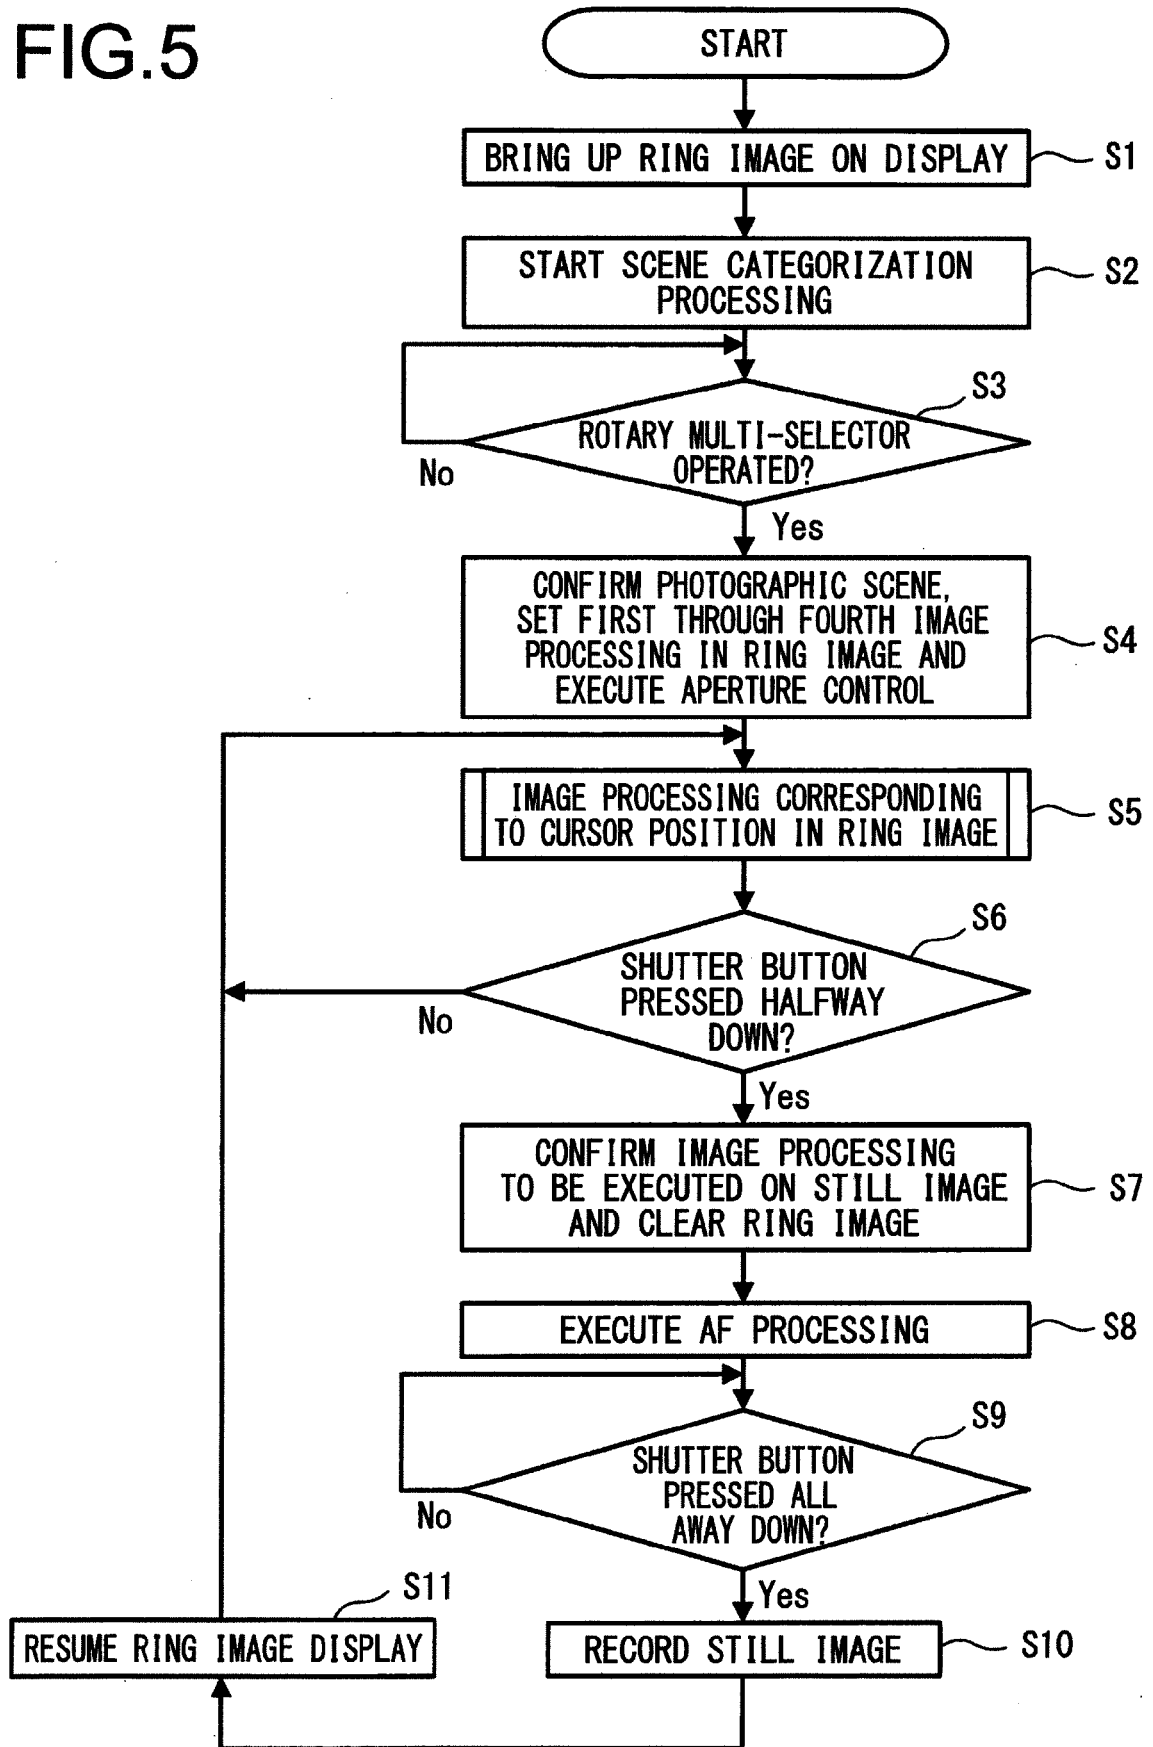 FIG.5
START
BRING UP RING IMAGE ON DISPLAY
S1
START SCENE CATEGORIZATION
PROCESSING
S2
S3
ROTARY MULTI-SELECTOR
OPERATED?
No
Yes
CONFIRM PHOTOGRAPHIC SCENE,
SET FIRST THROUGH FOURTH IMAGE
PROCESSING IN RING IMAGE AND
EXECUTE APERTURE CONTROL
S4
IMAGE PROCESSING CORRESPONDING
TO CURSOR POSITION IN RING IMAGE
S5
S6
SHUTTER BUTTON
PRESSED HALFWAY
DOWN?
No
Yes
CONFIRM IMAGE PROCESSING
TO BE EXECUTED ON STILL IMAGE
AND CLEAR RING IMAGE
S7
EXECUTE AF PROCESSING
S8
S9
SHUTTER BUTTON
PRESSED ALL
AWAY DOWN?
No
Yes
S11
RESUME RING IMAGE DISPLAY
RECORD STILL IMAGE
S10